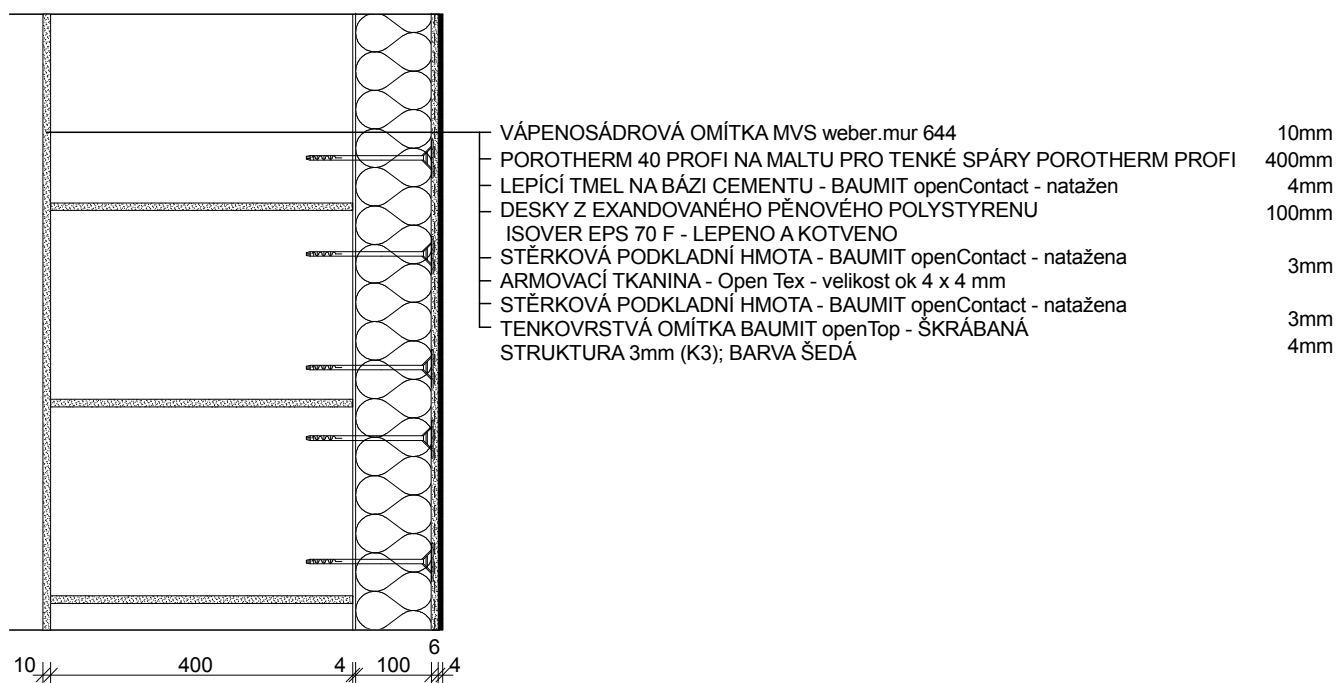 VÁPENOSÁDROVÁ OMÍTKA MVS weber.mur 644 10mm
POROTHERM 40 PROFI NA MALTU PRO TENKÉ SPÁRY POROTHERM PROFI 400mm
LEPÍCÍ TMEL NA BÁZI CEMENTU - BAUMIT openContact - natažen 4mm
DESKY Z EXANDOVANÉHO PĚNOVÉHO POLYSTYRENU 100mm
ISOVER EPS 70 F - LEPENO A KOTVENO
STĚRKOVÁ PODKLADNÍ HMOTA - BAUMIT openContact - natažena 3mm
ARMOVACÍ TKANINA - Open Tex - velikost ok 4 x 4 mm
STĚRKOVÁ PODKLADNÍ HMOTA - BAUMIT openContact - natažena 3mm
TENKOVRSTVÁ OMÍTKA BAUMIT openTop - ŠKRÁBANÁ
STRUKTURA 3mm (K3); BARVA ŠEDÁ 4mm
10 400 4 100 6 4